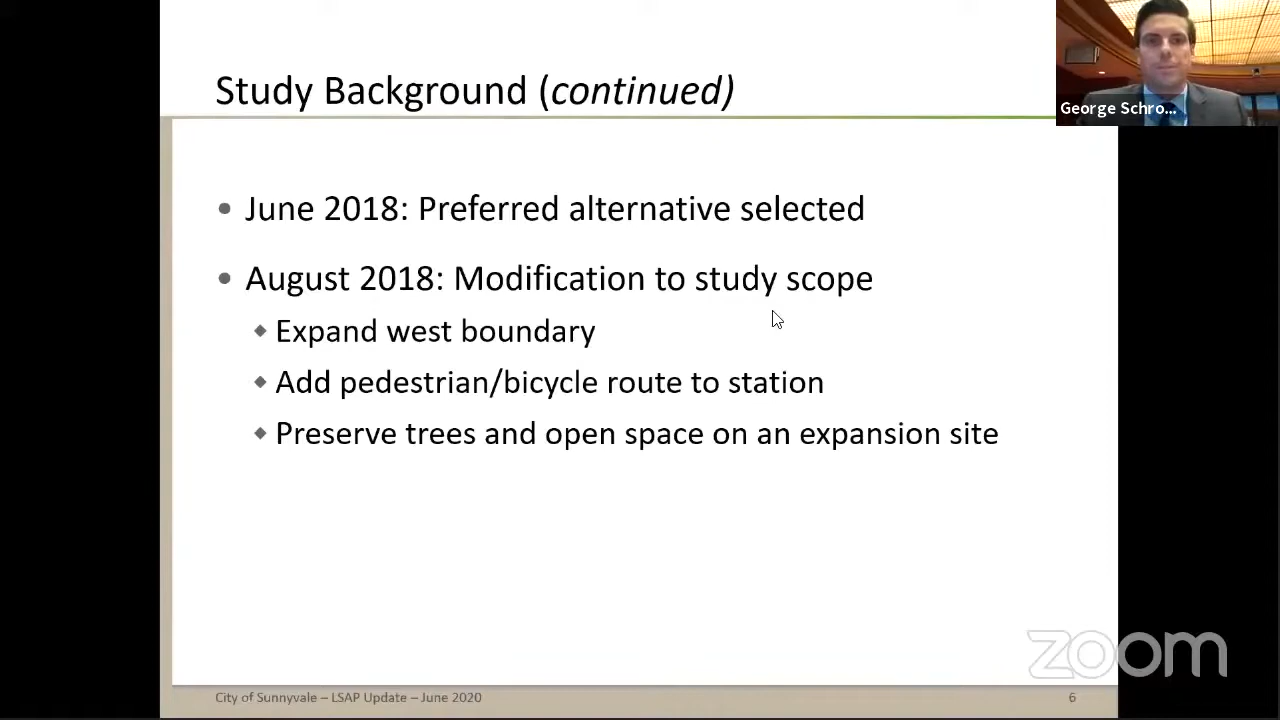 Study Background (continued)
George Schro...
• June 2018: Preferred alternative selected
• August 2018: Modification to study scope
◆ Expand west boundary
◆ Add pedestrian/bicycle route to station
◆ Preserve trees and open space on an expansion site
zoom
City of Sunnyvale – LSAP Update – June 2020
6